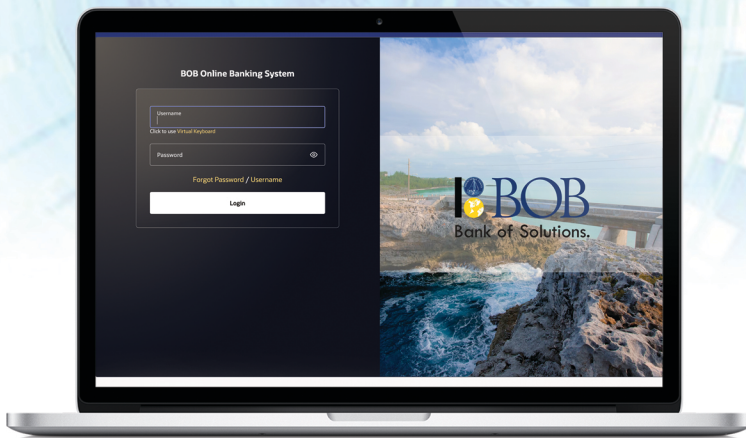 BOB Online Banking System
Username
Click to use Virtual Keyboard
Password
Forgot Password / Username
Login
BOB
Bank of Solutions.